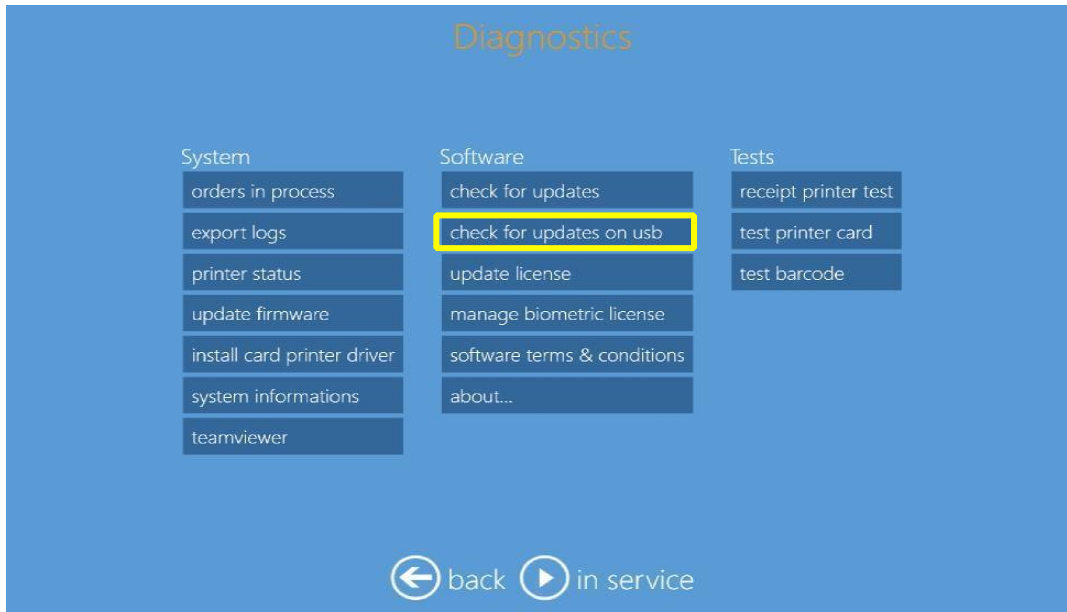 Diagnostics
System
orders in process
export logs
printer status
update firmware
install card printer driver
system informations
teamviewer
Software
check for updates
check for updates on usb
update license
manage biometric license
software terms & conditions
about...
Tests
receipt printer test
test printer card
test barcode
back
in service